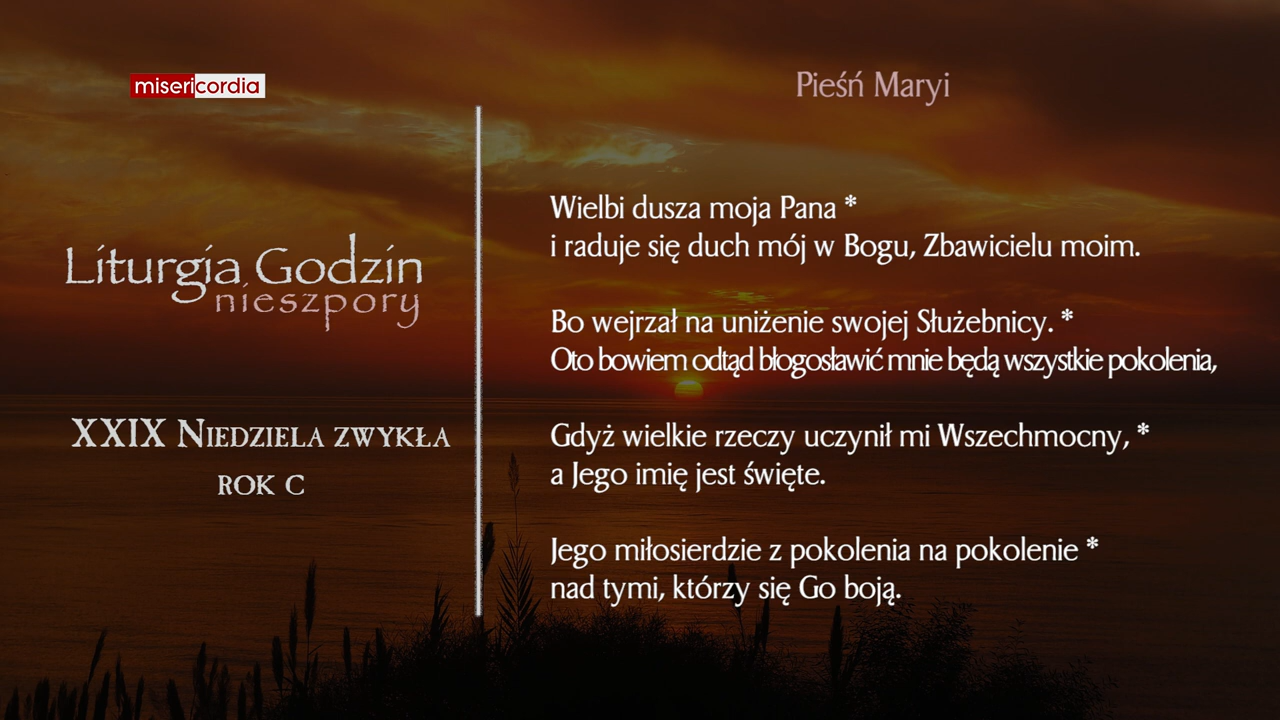 misericordia
Pieśń Maryi
Liturgia Godzin
nieszpory
XXIX Niedziela zwykła
rok C
Wielbi dusza moja Pana *
i raduje się duch mój w Bogu, Zbawicielu moim.
Bo wejrzał na uniżenie swojej Służebnicy. *
Oto bowiem odtąd błogosławić mnie będą wszystkie pokolenia,
Gdyż wielkie rzeczy uczynił mi Wszechmocny, *
a Jego imię jest święte.
Jego miłosierdzie z pokolenia na pokolenie *
nad tymi, którzy się Go boją.